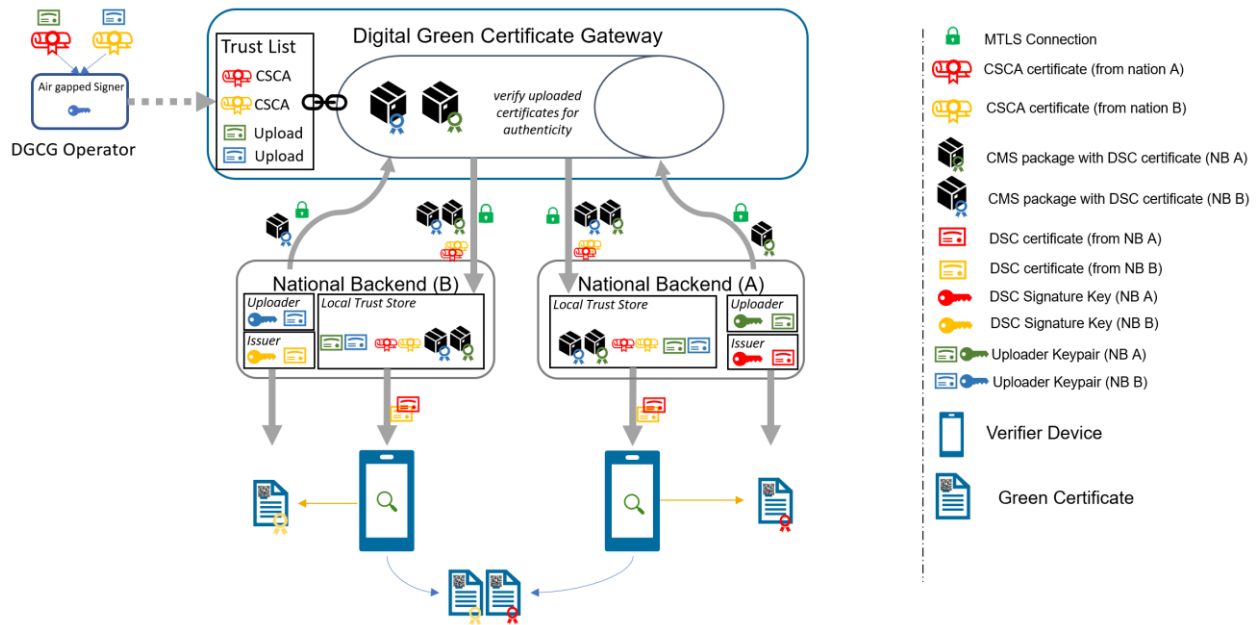 Digital Green Certificate Gateway
Trust List
CSCA
CSCA
Upload
Upload
verify uploaded
certificates for
authenticity
Air gapped Signer
DGCG Operator
National Backend (B)
Uploader
Issuer
Local Trust Store
National Backend (A)
Local Trust Store
Uploader
Issuer
MTLS Connection
CSCA certificate (from nation A)
CSCA certificate (from nation B)
CMS package with DSC certificate (NB A)
CMS package with DSC certificate (NB B)
DSC certificate (from NB A)
DSC certificate (from NB B)
DSC Signature Key (NB A)
DSC Signature Key (NB B)
Uploader Keypair (NB A)
Uploader Keypair (NB B)
Verifier Device
Green Certificate